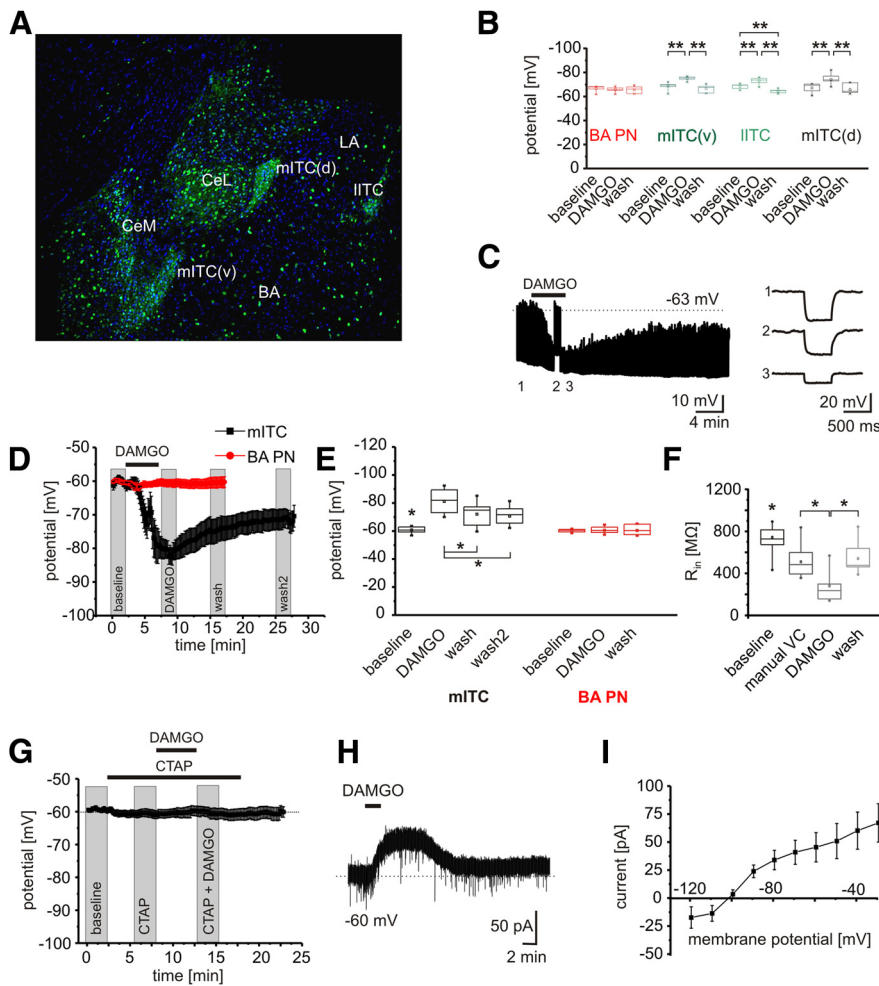 A
LA
mITC(d)
lITC
CeL
CeM
mITC(v)
BA
B
-100
-80
-60
0
potential [mV]
** ** ** ** ** ** **
BA PN mITC(v) lITC mITC(d)
baseline DAMGO wash baseline DAMGO wash baseline DAMGO wash baseline DAMGO wash
C
DAMGO
-63 mV
1 2 3
10 mV
4 min
1
2
3
20 mV
500 ms
D
mITC
BA PN
DAMGO
-50
-60
-70
-80
-90
-100
potential [mV]
baseline DAMGO wash wash2
0 5 10 15 20 25 30
time [min]
E
-120
-100
-80
-60
-40
-20
0
potential [mV]
* * *
baseline DAMGO wash wash2 baseline DAMGO wash
mITC BA PN
F
1200
800
400
0
Rin [MΩ]
* * *
baseline manual VC DAMGO wash
G
DAMGO
CTAP
-50
-60
-70
-80
-90
-100
potential [mV]
baseline CTAP CTAP + DAMGO
0 5 10 15 20 25
time [min]
H
DAMGO
-60 mV
50 pA
2 min
I
100
75
50
25
0
-25
-50
current [pA]
-120 -80 -40
membrane potential [mV]